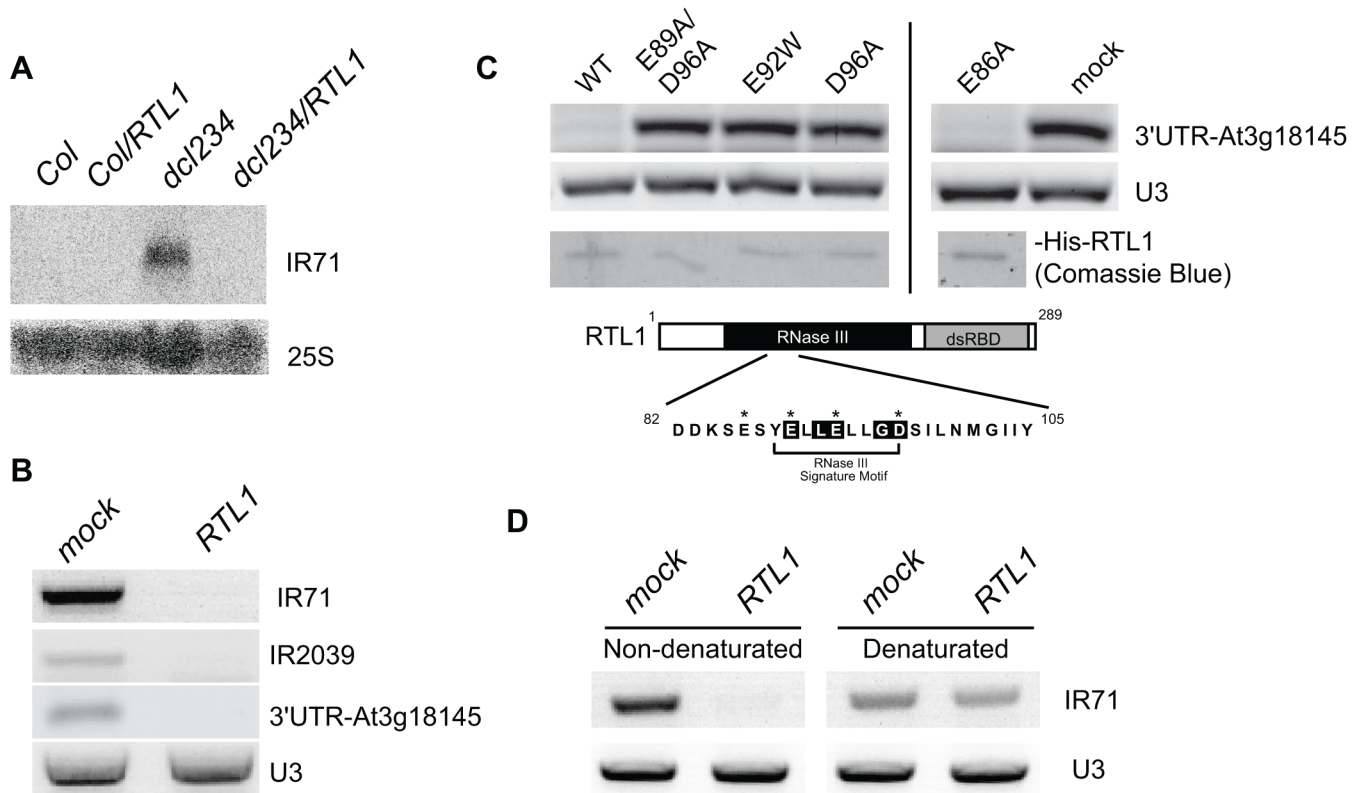 A
Col
Col/RTL1
dcl234
dcl234/RTL1
IR71
25S
B
mock
RTL1
IR71
IR2039
3'UTR-At3g18145
U3
C
WT
E89A/
D96A
E92W
D96A
E86A
mock
3'UTR-At3g18145
U3
-His-RTL1
(Comassie Blue)
RTL1
1
RNase III
dsRBD
289
82
* * * *
DDKSESYELLELLGDSILNMGIIY
105
RNase III
Signature Motif
D
mock
RTL1
mock
RTL1
Non-denaturated
Denaturated
IR71
U3